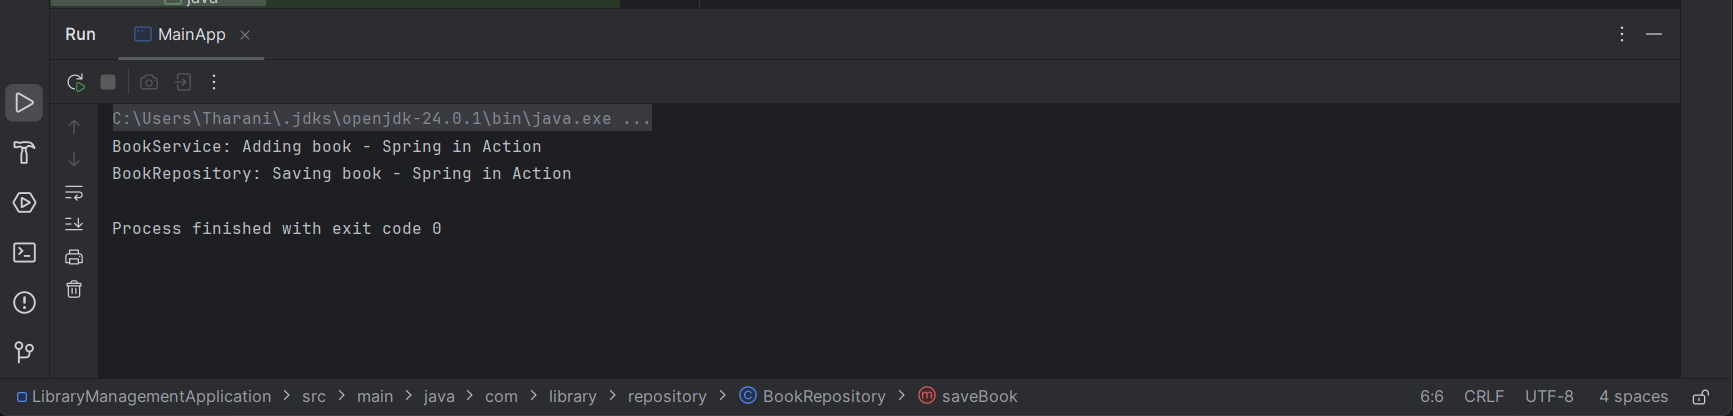 java
Run MainApp
C:\Users\Tharani\.jdks\openjdk-24.0.1\bin\java.exe ...
BookService: Adding book - Spring in Action
BookRepository: Saving book - Spring in Action
Process finished with exit code 0
LibraryManagementApplication > src > main > java > com > library > repository > BookRepository > saveBook 6:6 CRLF UTF-8 4 spaces